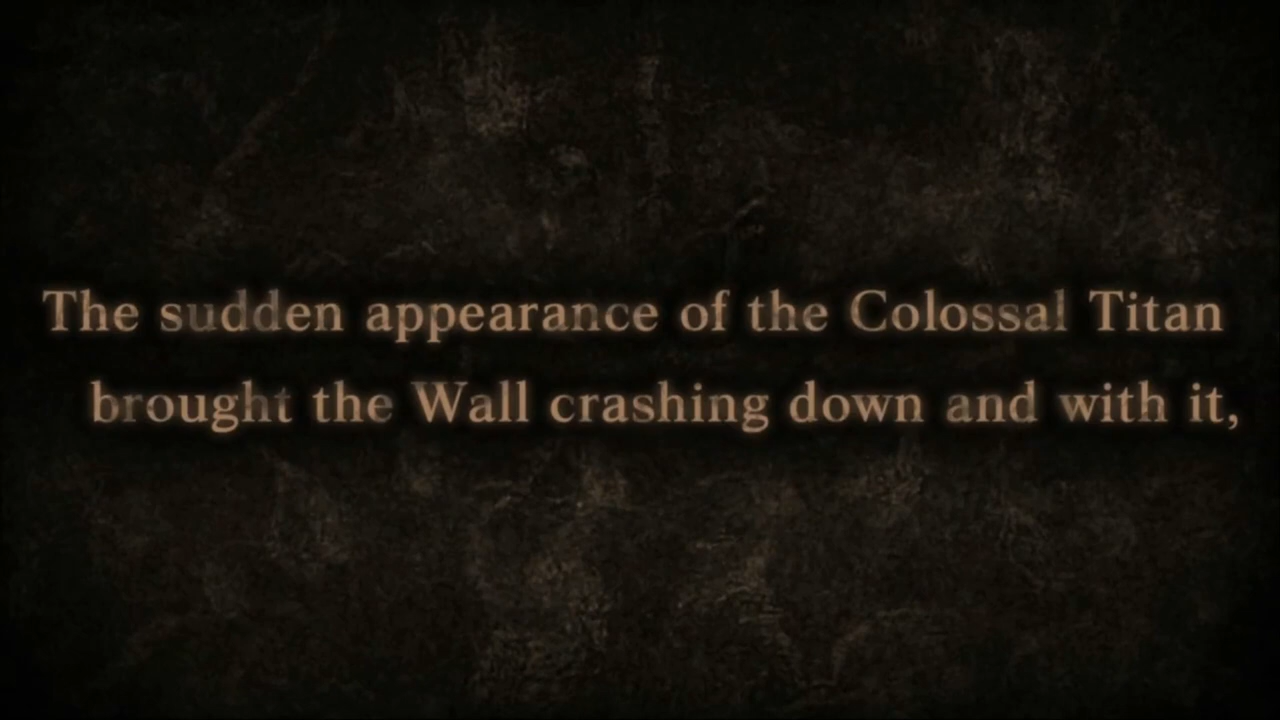 The sudden appearance of the Colossal Titan
brought the Wall crashing down and with it,